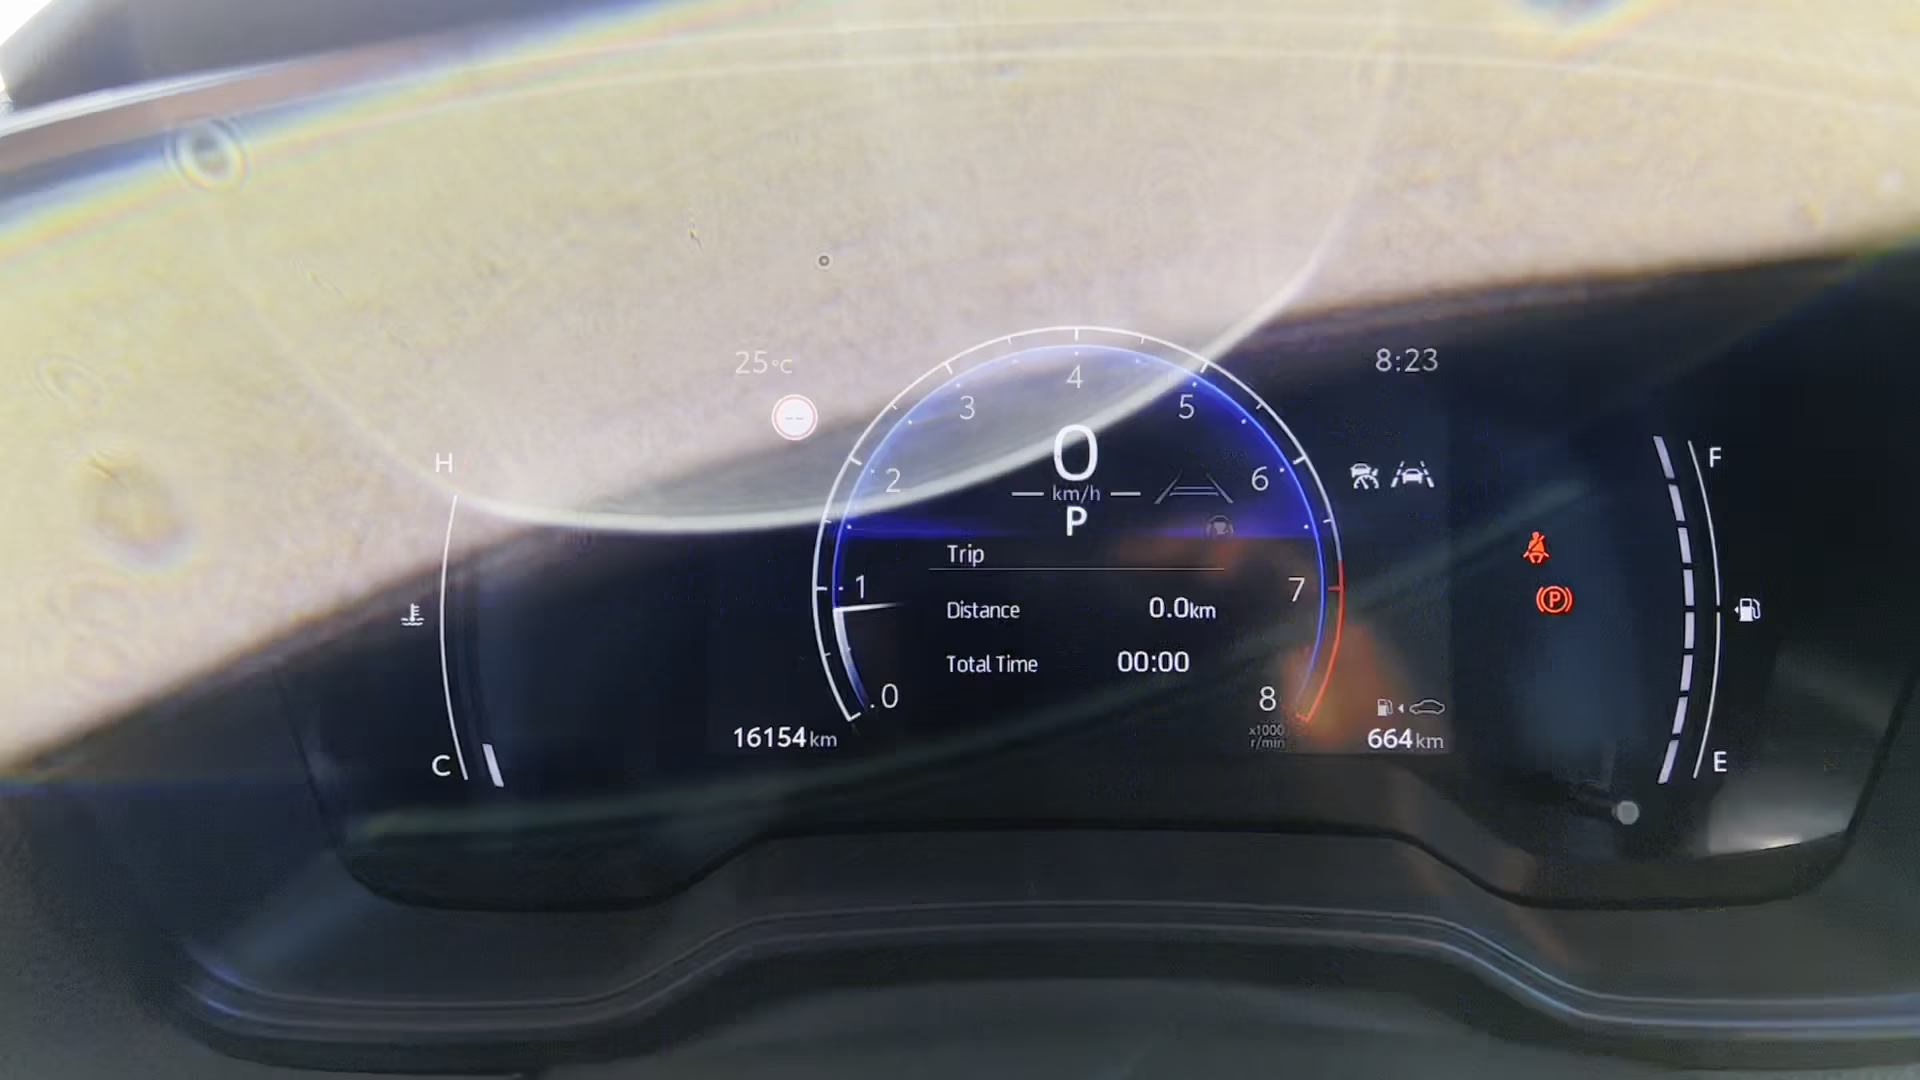 25°C
8:23
--
4
3
5
2
6
0
km/h
P
H
F
Trip
1
7
Distance 0.0km
Total Time 00:00
0
8
x1000
r/min
16154km
664km
C
E
(P)